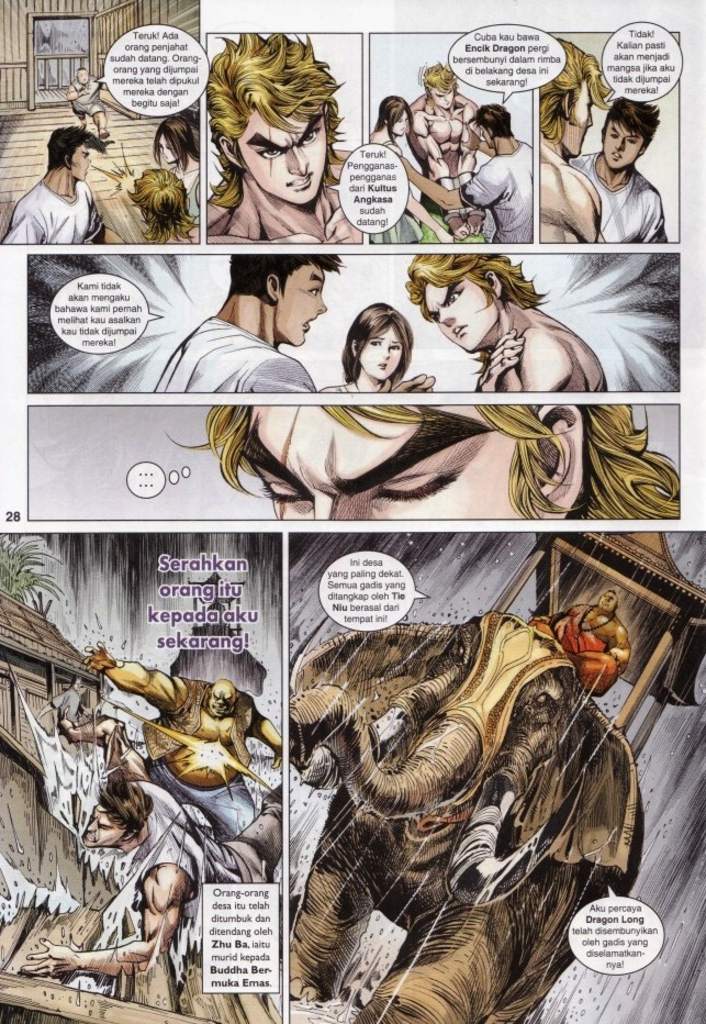 Teruk! Ada
orang penjahat
sudah datang. Orang-
orang yang dijumpai
mereka telah dipukul
mereka dengan
begitu saja!
Teruk!
Pengganas-
pengganas
dari Kultus
Angkasa
sudah
datang!
Cuba kau bawa
Encik Dragon pergi
bersembunyi dalam rimba
di belakang desa ini
sekarang!
Tidak!
Kalian pasti
akan menjadi
mangsa jika aku
tidak dijumpai
mereka!
Kami tidak
akan mengaku
bahawa kami pernah
melihat kau asalkan
kau tidak dijumpai
mereka!
...
...
28
Serahkan
orang itu
kepada aku
sekarang!
Orang-orang
desa itu telah
ditumbuk dan
ditendang oleh
Zhu Ba, iaitu
murid kepada
Buddha Ber-
muka Emas.
Ini desa
yang paling dekat.
Semua gadis yang
ditangkap oleh Tie
Niu berasal dari
tempat ini!
Aku percaya
Dragon Long
telah disembunyikan
oleh gadis yang
diselamatkan-
nya!